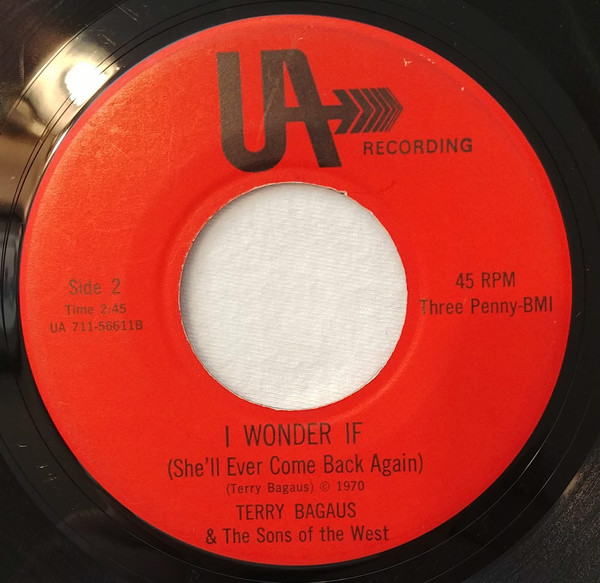 UA
RECORDING
Side 2
Time 2:45
UA 711-56611B
45 RPM
Three Penny-BMI
I WONDER IF
(She'll Ever Come Back Again)
(Terry Bagaus) © 1970
TERRY BAGAUS
& The Sons of the West